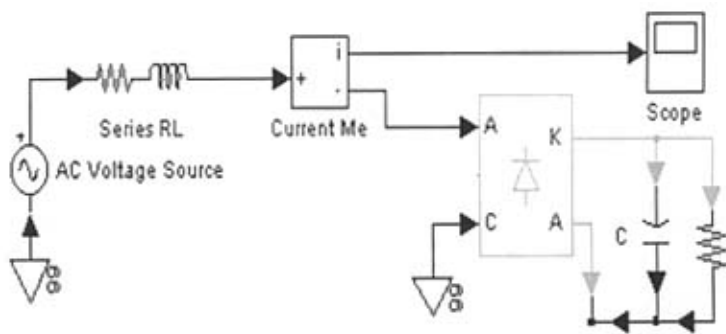 i
+
-
Scope
Series RL
Current Me
+
AC Voltage Source
A
K
C
A
C